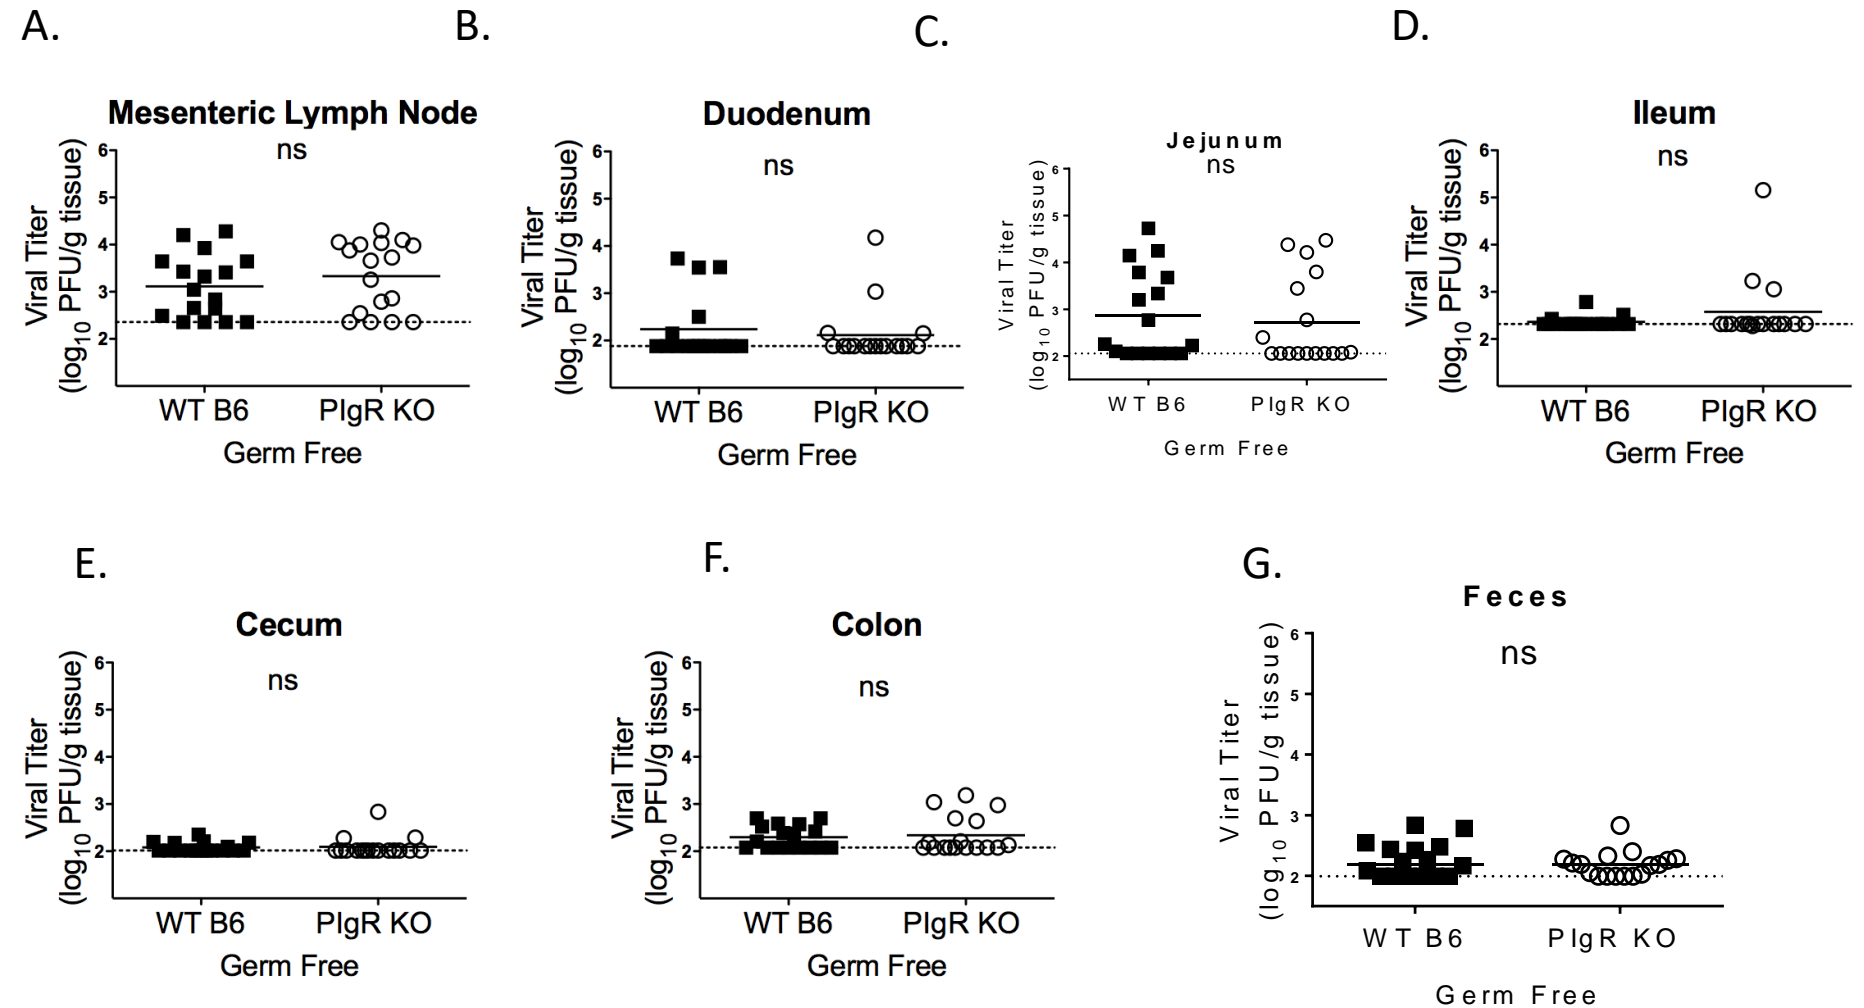 A.
B.
C.
D.
Mesenteric Lymph Node
ns
Viral Titer
(log10 PFU/g tissue)
6
5
4
3
2
WT B6
PIgR KO
Germ Free
Duodenum
ns
Viral Titer
(log10 PFU/g tissue)
6
5
4
3
2
WT B6
PIgR KO
Germ Free
Jejunum
ns
Viral Titer
(log10 PFU/g tissue)
6
5
4
3
2
WT B6
PIgR KO
Germ Free
Ileum
ns
Viral Titer
(log10 PFU/g tissue)
6
5
4
3
2
WT B6
PIgR KO
Germ Free
E.
F.
G.
Cecum
ns
Viral Titer
(log10 PFU/g tissue)
6
5
4
3
2
WT B6
PIgR KO
Germ Free
Colon
ns
Viral Titer
(log10 PFU/g tissue)
6
5
4
3
2
WT B6
PIgR KO
Germ Free
Feces
ns
Viral Titer
(log10 PFU/g tissue)
6
5
4
3
2
WT B6
PIgR KO
Germ Free